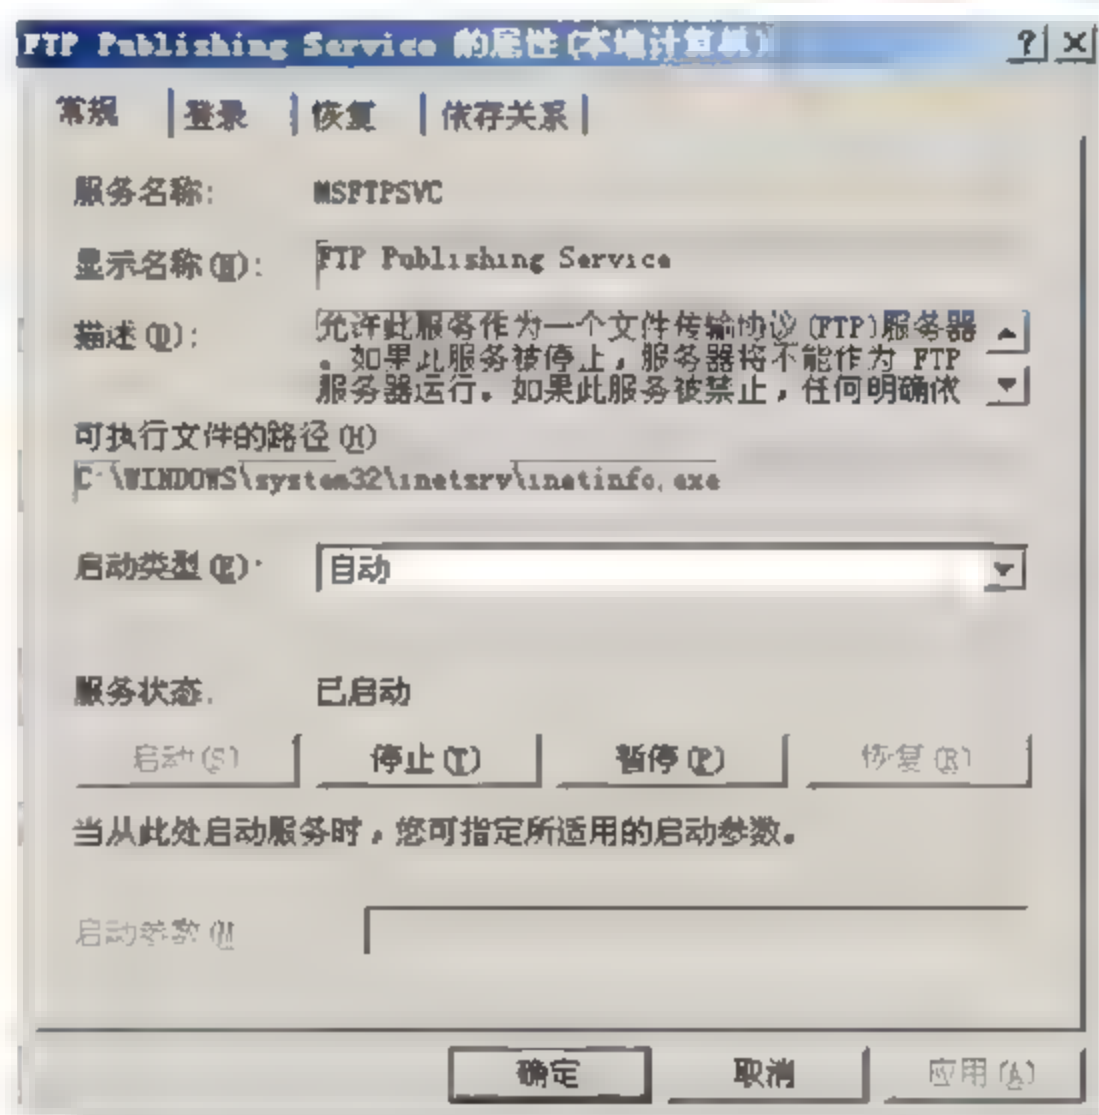 FTP Publishing Service 的属性(本地计算机)
常规 登录 恢复 依存关系
服务名称: MSFTPSVC
显示名称(N): FTP Publishing Service
描述(D): 允许此服务作为一个文件传输协议(FTP)服务器
。如果此服务被停止，服务器将不能作为 FTP
服务器运行。如果此服务被禁止，任何明确依
可执行文件的路径(H)
C:\WINDOWS\system32\inetsrv\inetinfo.exe
启动类型(E): 自动
服务状态: 已启动
启动(S) 停止(T) 暂停(P) 恢复(R)
当从此处启动服务时，您可指定所适用的启动参数。
启动参数(M
确定 取消 应用(A)